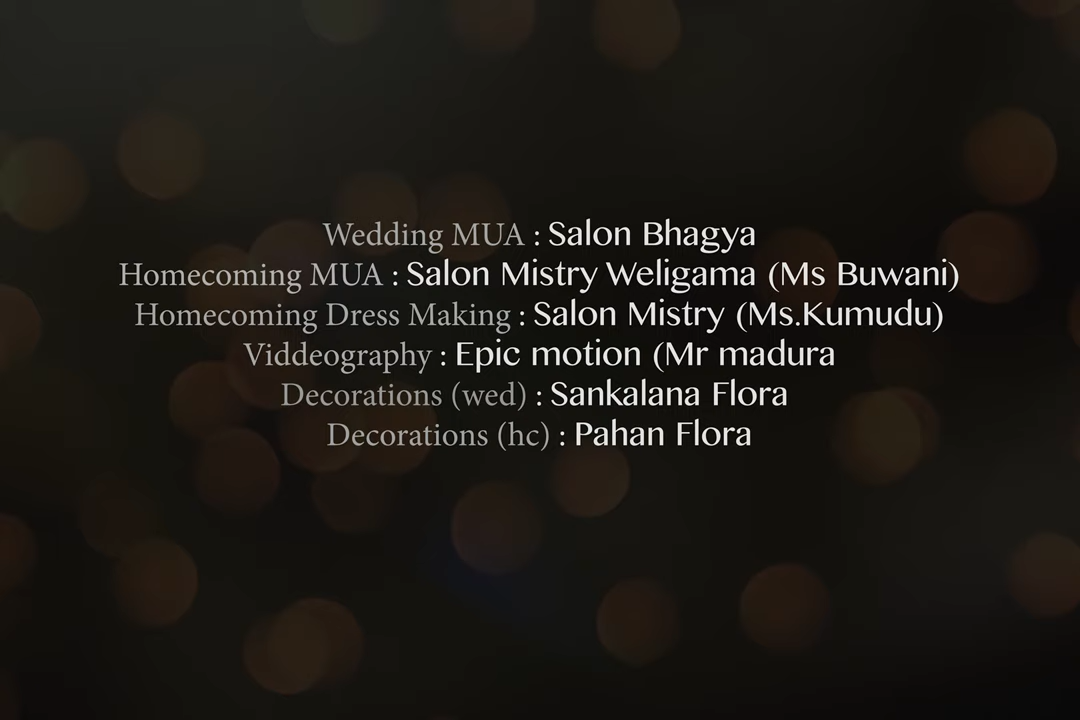 Wedding MUA : Salon Bhagya
Homecoming MUA : Salon Mistry Weligama (Ms Buwani)
Homecoming Dress Making : Salon Mistry (Ms.Kumudu)
Viddeography : Epic motion (Mr madura
Decorations (wed) : Sankalana Flora
Decorations (hc) : Pahan Flora